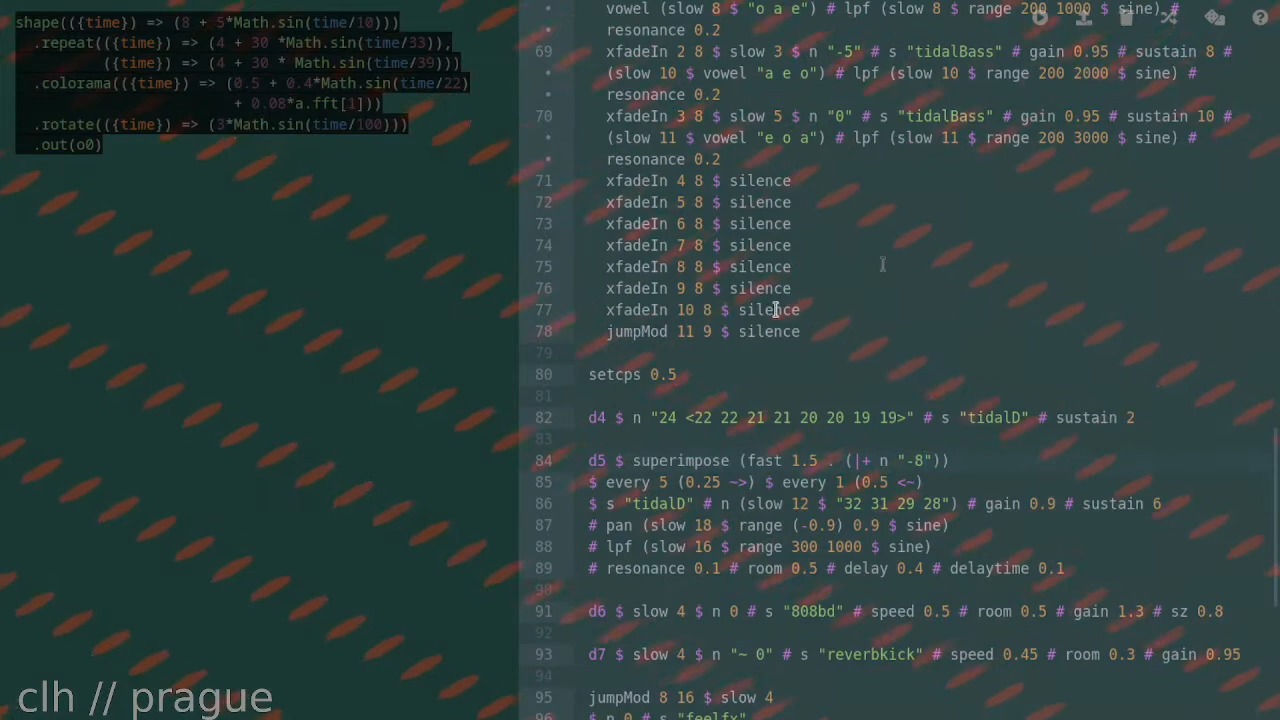 shape(({time}) => (8 + 5*Math.sin(time/10)))
.repeat(({time}) => (4 + 30 *Math.sin(time/33)),
({time}) => (4 + 30 * Math.sin(time/39)))
.colorama(({time}) => (0.5 + 0.4*Math.sin(time/22)
+ 0.08*a.fft[1]))
.rotate(({time}) => (3*Math.sin(time/100)))
.out(o0)
vowel (slow 8 $ "o a e") # lpf (slow 8 $ range 200 1000 $ sine) #
• resonance 0.2
69 xfadeIn 2 8 $ slow 3 $ n "-5" # s "tidalBass" # gain 0.95 # sustain 8 #
• (slow 10 $ vowel "a e o") # lpf (slow 10 $ range 200 2000 $ sine) #
• resonance 0.2
70 xfadeIn 3 8 $ slow 5 $ n "0" # s "tidalBass" # gain 0.95 # sustain 10 #
• (slow 11 $ vowel "e o a") # lpf (slow 11 $ range 200 3000 $ sine) #
• resonance 0.2
71 xfadeIn 4 8 $ silence
72 xfadeIn 5 8 $ silence
73 xfadeIn 6 8 $ silence
74 xfadeIn 7 8 $ silence
75 xfadeIn 8 8 $ silence
76 xfadeIn 9 8 $ silence
77 xfadeIn 10 8 $ silence
78 jumpMod 11 9 $ silence
79
80 setcps 0.5
81
82 d4 $ n "24 <22 22 21 21 20 20 19 19>" # s "tidalD" # sustain 2
83
84 d5 $ superimpose (fast 1.5 . (|+ n "-8"))
85 $ every 5 (0.25 ~>) $ every 1 (0.5 <~)
86 $ s "tidalD" # n (slow 12 $ "32 31 29 28") # gain 0.9 # sustain 6
87 # pan (slow 18 $ range (-0.9) 0.9 $ sine)
88 # lpf (slow 16 $ range 300 1000 $ sine)
89 # resonance 0.1 # room 0.5 # delay 0.4 # delaytime 0.1
90
91 d6 $ slow 4 $ n 0 # s "808bd" # speed 0.5 # room 0.5 # gain 1.3 # sz 0.8
92
93 d7 $ slow 4 $ n "~ 0" # s "reverbkick" # speed 0.45 # room 0.3 # gain 0.95
94
95 jumpMod 8 16 $ slow 4
96 $ n 0 # s "feelfx"
clh // prague